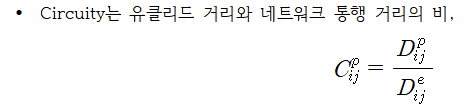 • Circuity는 유클리드 거리와 네트워크 통행 거리의 비,
C_{ij}^{p} = \frac{D_{ij}^{p}}{D_{ij}^{e}}